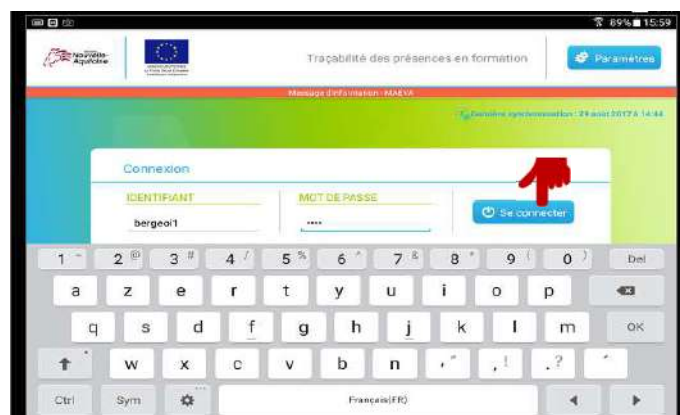 89% 15:59
Nouvelle-
Aquitaine
Traçabilité des présences en formation
Paramètres
Message d'information - MAEVA
Dernière synchronisation : 29 août 2017 à 14:44
Connexion
IDENTIFIANT
MOT DE PASSE
bergeoi1
....
Se connecter
1 - 2 @ 3 # 4 / 5 % 6 ^ 7 & 8 * 9 ( 0 ) Del
a z e r t y u i o p
q s d f g h j k l m OK
w x c v b n ' " , ! . ?
Ctrl Sym Français(FR)